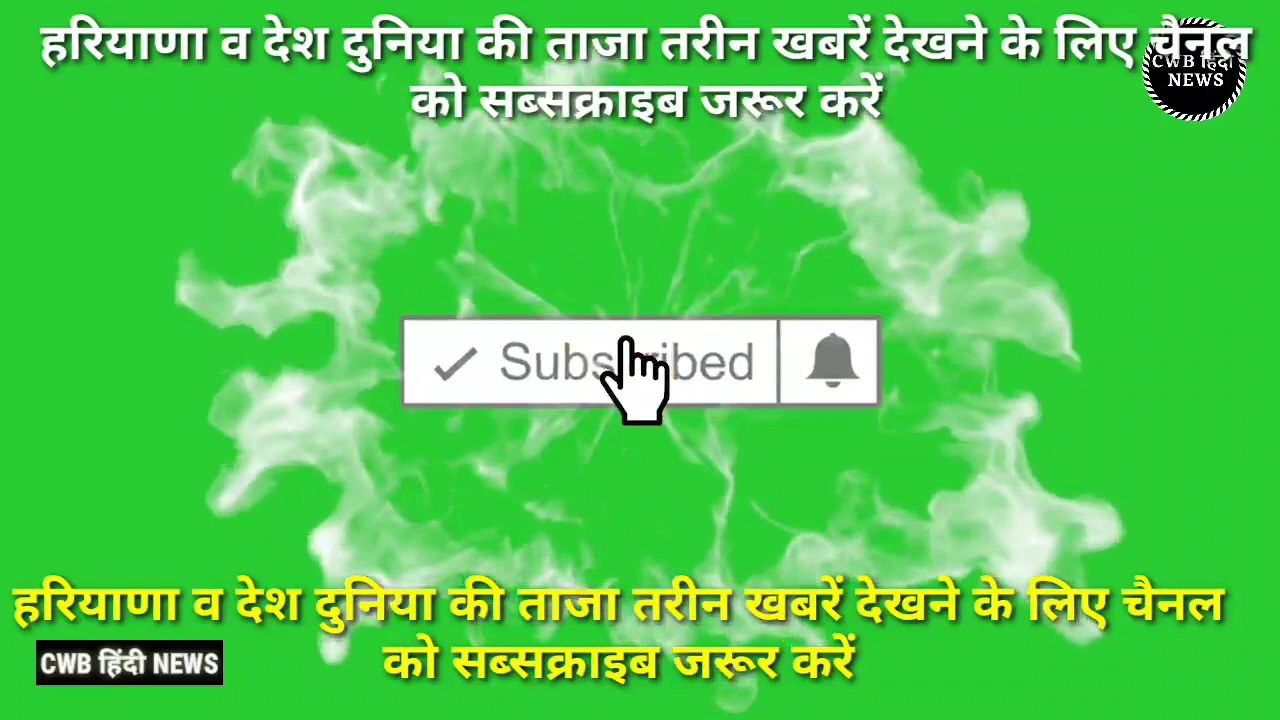 हरियाणा व देश दुनिया की ताजा तरीन खबरें देखने के लिए चैनल
को सब्सक्राइब जरूर करें
CWB हिंदी
NEWS
Subscribed
हरियाणा व देश दुनिया की ताजा तरीन खबरें देखने के लिए चैनल
को सब्सक्राइब जरूर करें
CWB हिंदी NEWS